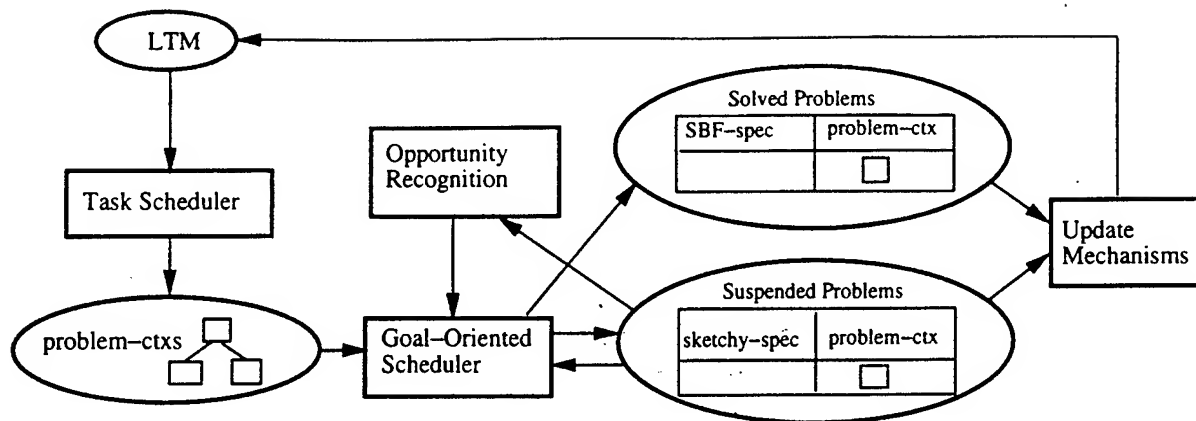 LTM
Task Scheduler
problem-ctxs
Opportunity
Recognition
Goal-Oriented
Scheduler
Solved Problems
SBF-spec problem-ctx
Suspended Problems
sketchy-spec problem-ctx
Update
Mechanisms